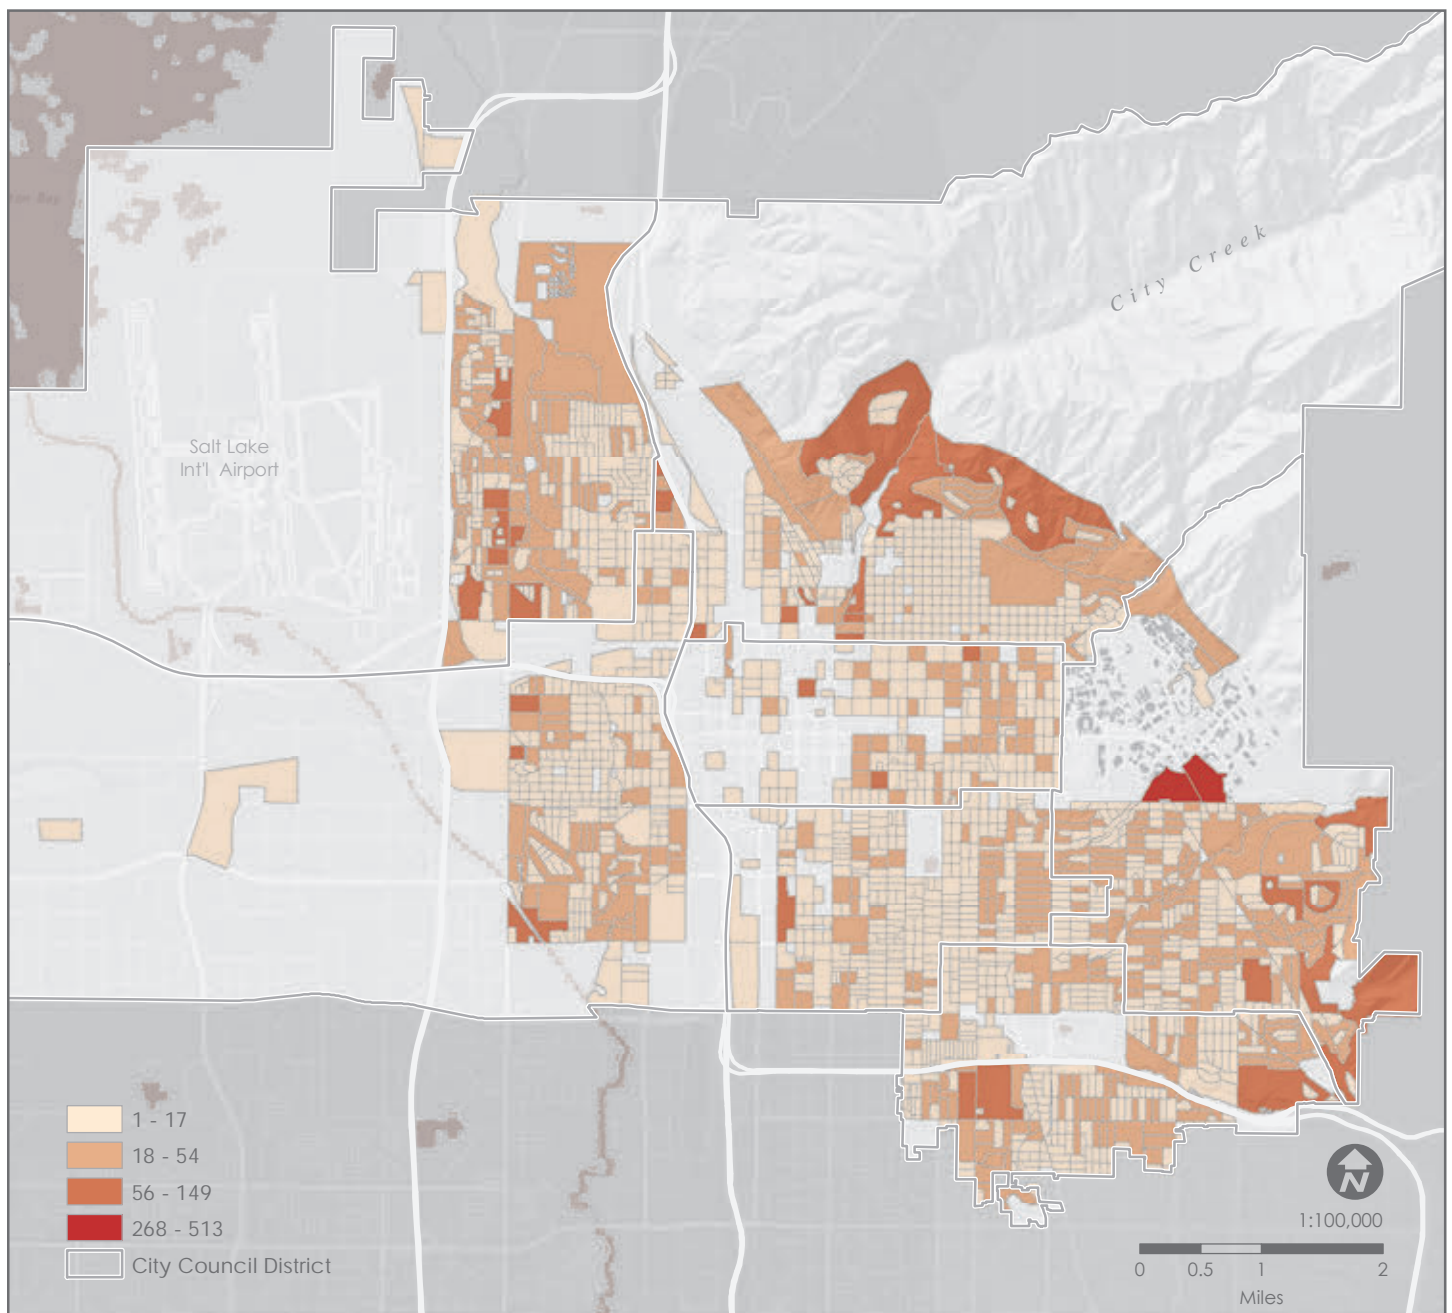 City Creek
Salt Lake
Int'l Airport
1 - 17
18 - 54
56 - 149
268 - 513
City Council District
N
1:100,000
0 0.5 1 2
Miles